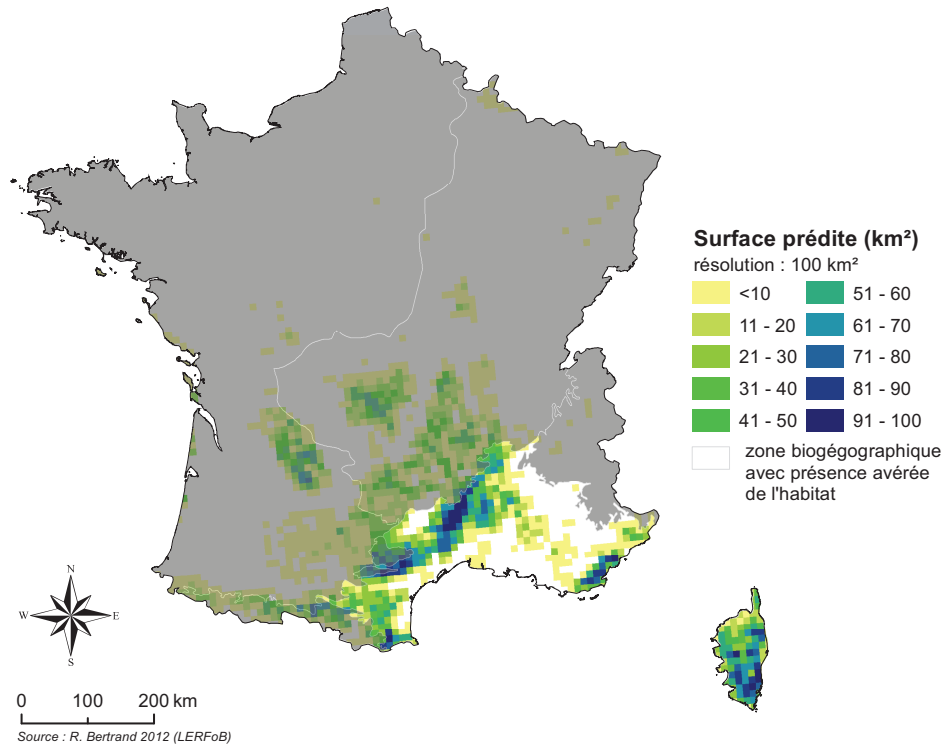 Surface prédite (km²)
résolution : 100 km²
<10
11 - 20
21 - 30
31 - 40
41 - 50
51 - 60
61 - 70
71 - 80
81 - 90
91 - 100
zone biogégographique
avec présence avérée
de l'habitat
N
W
E
S
0 100 200 km
Source : R. Bertrand 2012 (LERFoB)